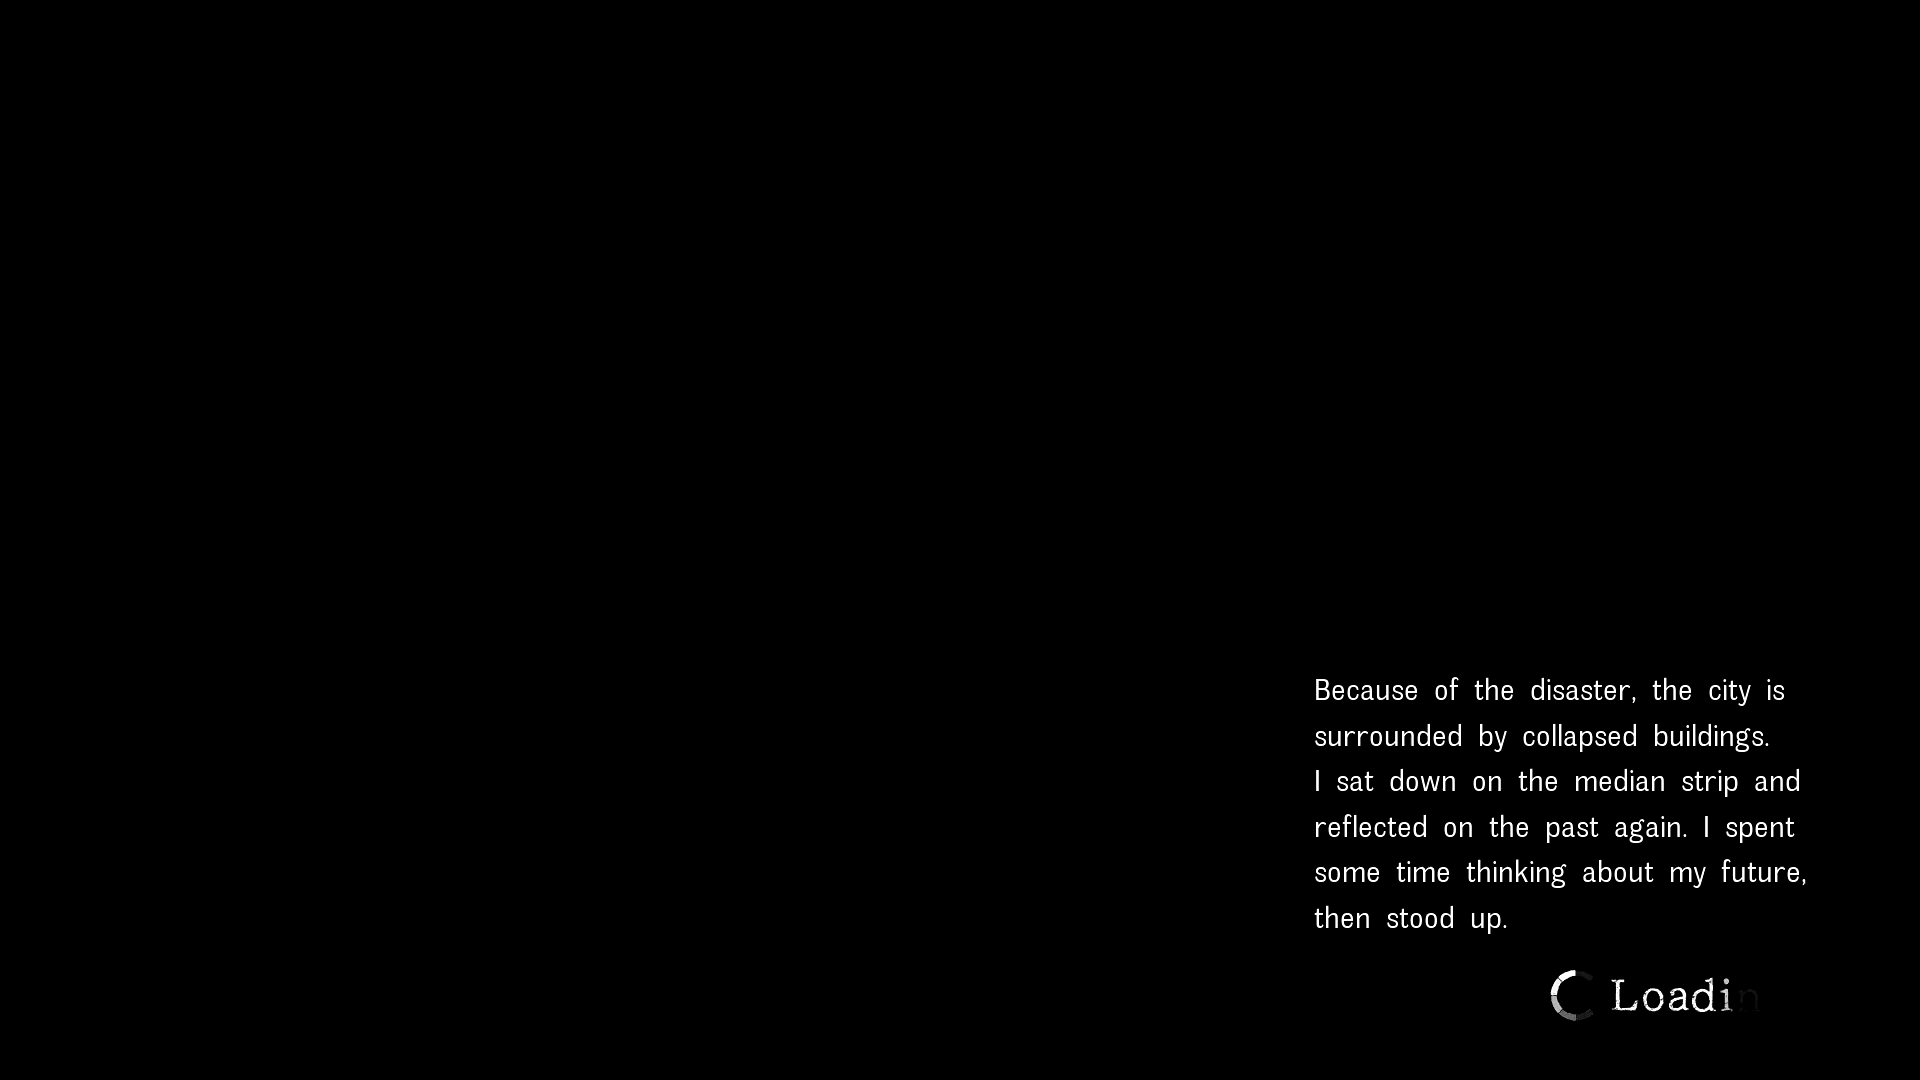 Because of the disaster, the city is
surrounded by collapsed buildings.
I sat down on the median strip and
reflected on the past again. I spent
some time thinking about my future,
then stood up.
Loadin